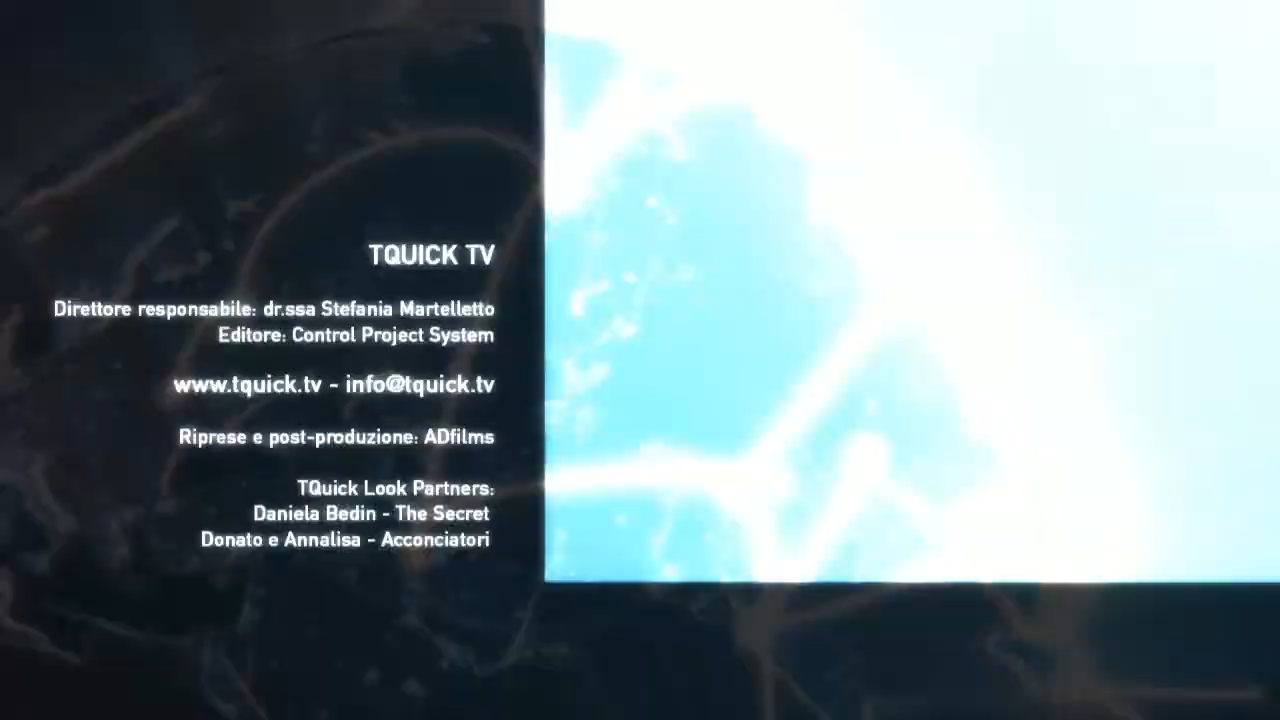 TQUICK TV
Direttore responsabile: dr.ssa Stefania Martelletto
Editore: Control Project System
www.tquick.tv - info@tquick.tv
Riprese e post-produzione: ADfilms
TQuick Look Partners:
Daniela Bedin - The Secret
Donato e Annalisa - Acconciatori